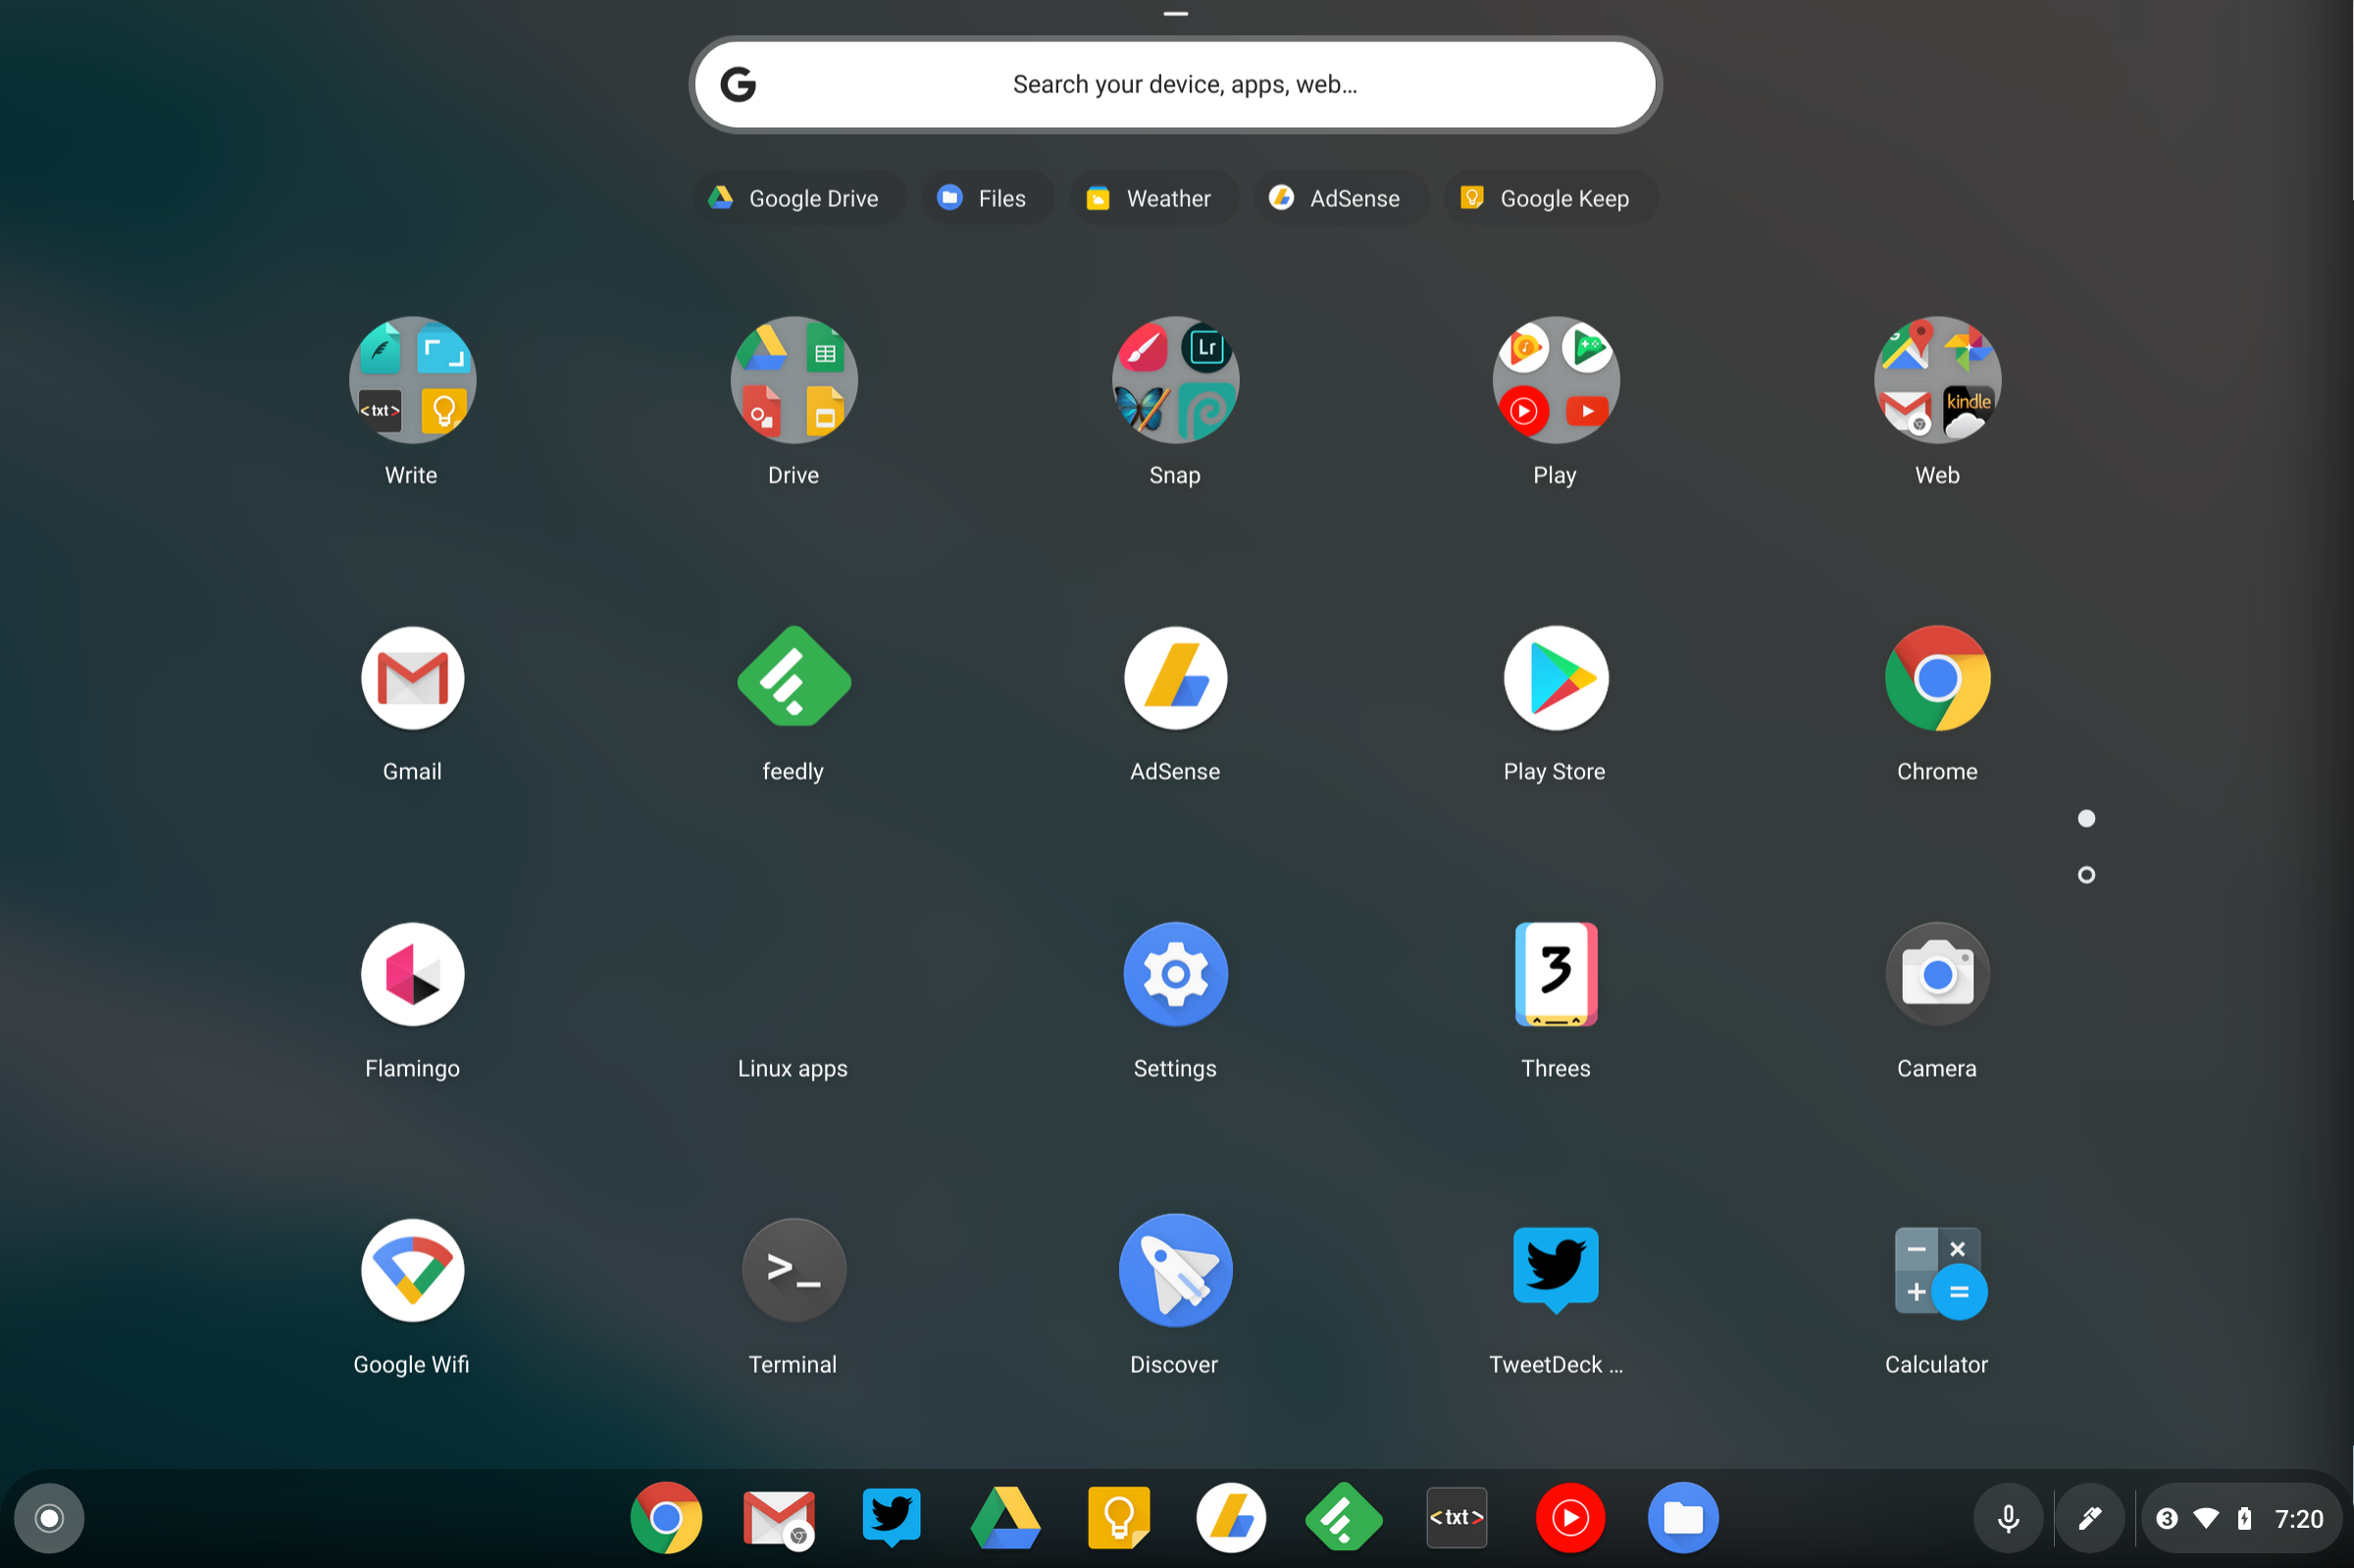 Search your device, apps, web...
Google Drive Files Weather AdSense Google Keep
Lr
<txt>
kindle
Write Drive Snap Play Web
Gmail feedly AdSense Play Store Chrome
3
Flamingo Linux apps Settings Threes Camera
>_
Google Wifi Terminal Discover TweetDeck ... Calculator
<txt>
3 7:20